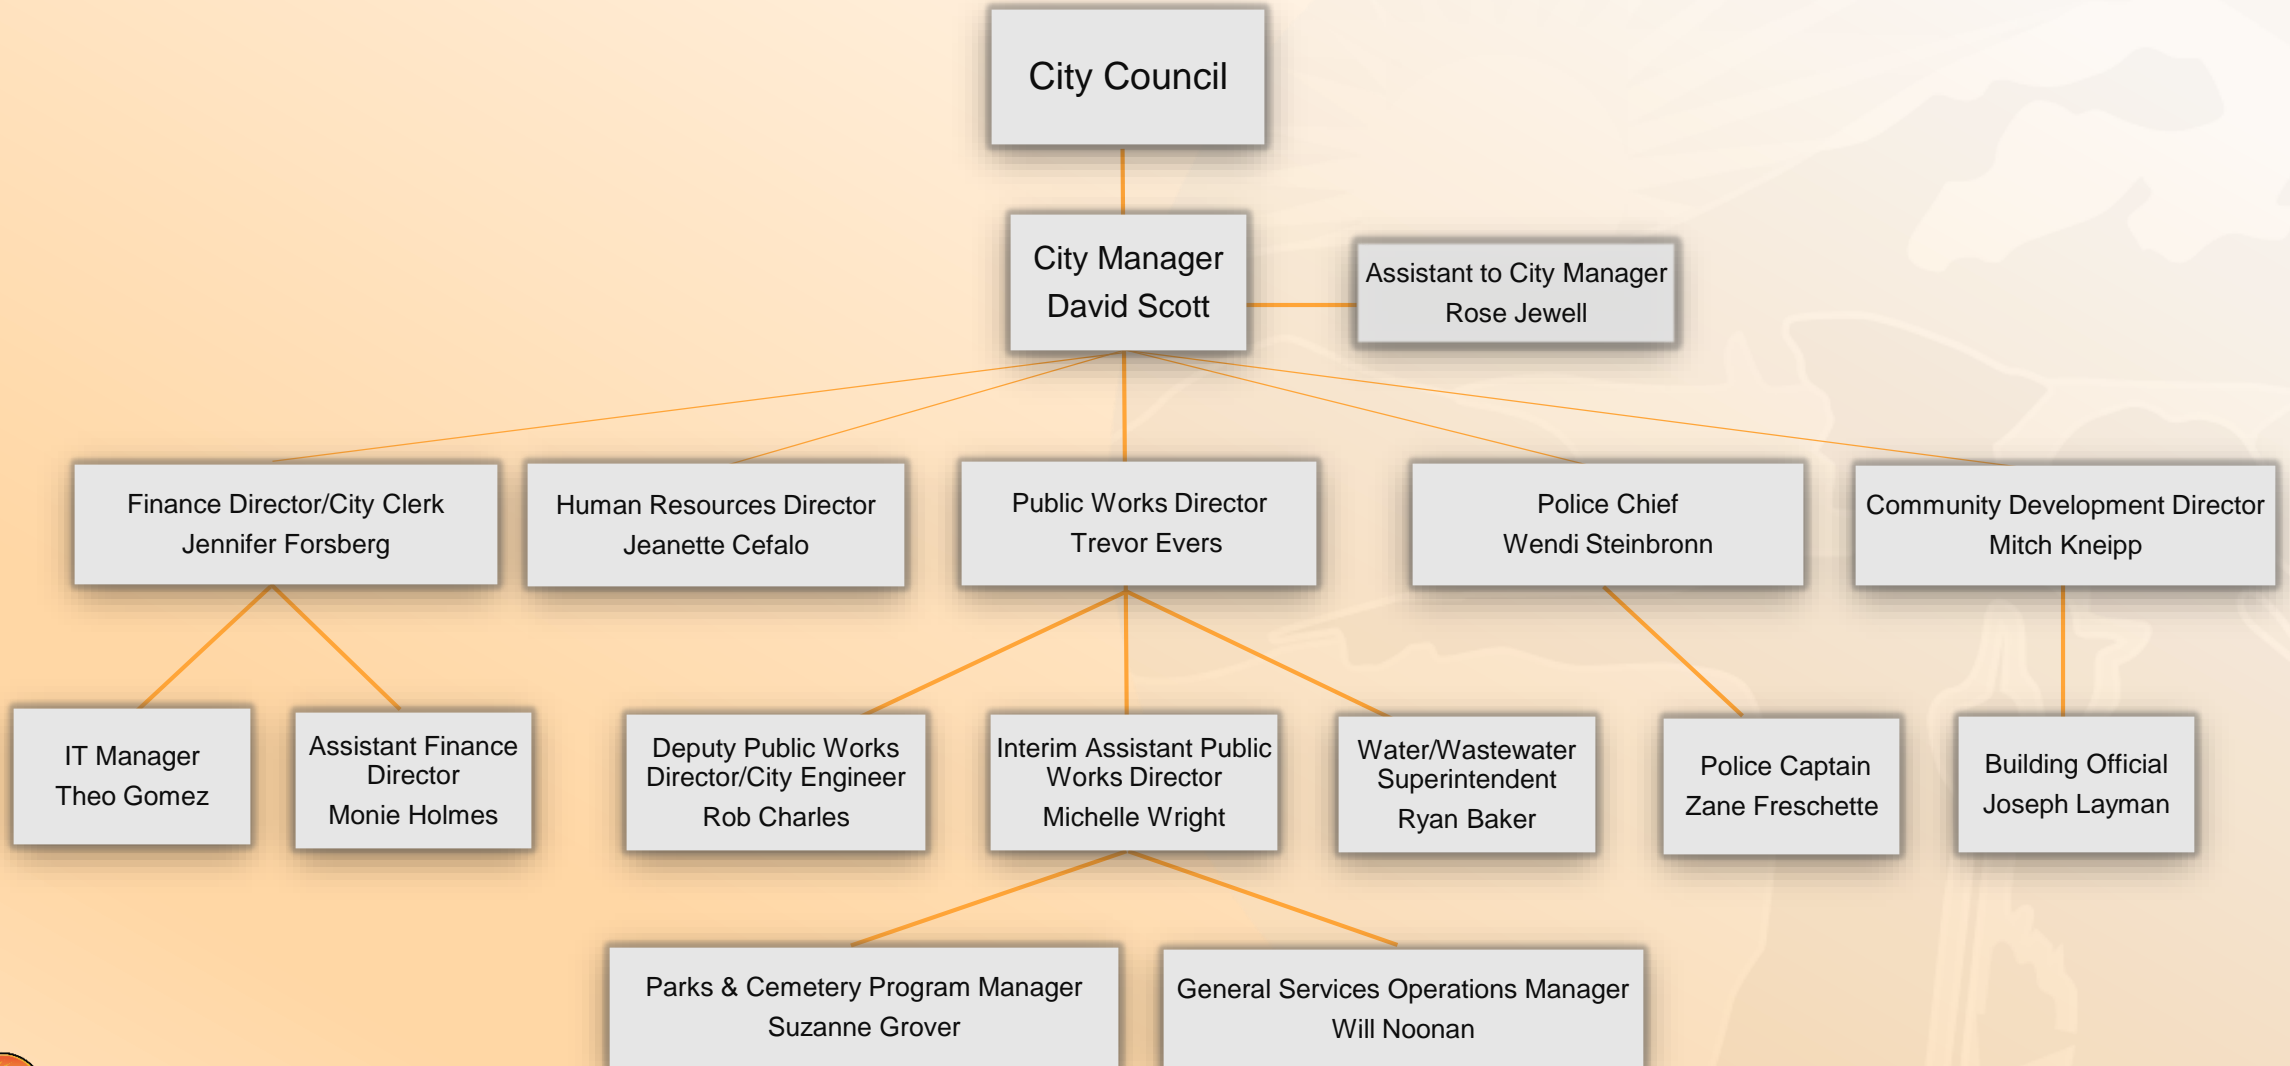 City Council
City Manager
David Scott
Assistant to City Manager
Rose Jewell
Finance Director/City Clerk
Jennifer Forsberg
Human Resources Director
Jeanette Cefalo
Public Works Director
Trevor Evers
Police Chief
Wendi Steinbronn
Community Development Director
Mitch Kneipp
IT Manager
Theo Gomez
Assistant Finance
Director
Monie Holmes
Deputy Public Works
Director/City Engineer
Rob Charles
Interim Assistant Public
Works Director
Michelle Wright
Water/Wastewater
Superintendent
Ryan Baker
Police Captain
Zane Freschette
Building Official
Joseph Layman
Parks & Cemetery Program Manager
Suzanne Grover
General Services Operations Manager
Will Noonan